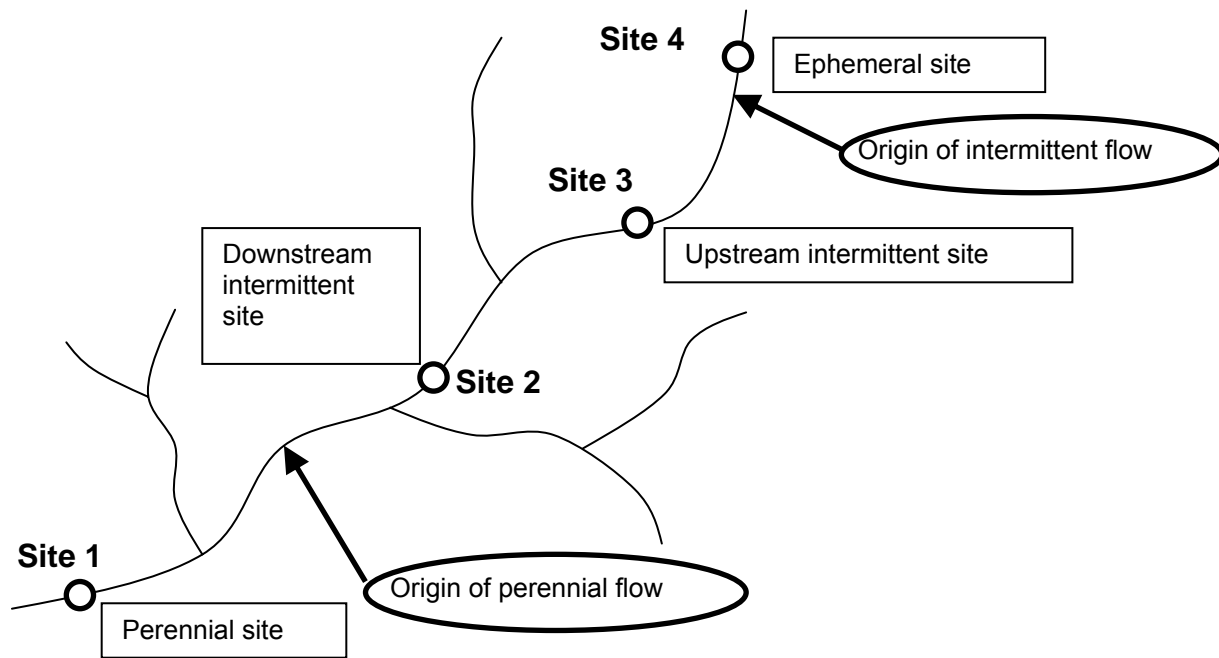 Site 4
Ephemeral site
Origin of intermittent flow
Site 3
Upstream intermittent site
Downstream
intermittent
site
Site 2
Site 1
Origin of perennial flow
Perennial site